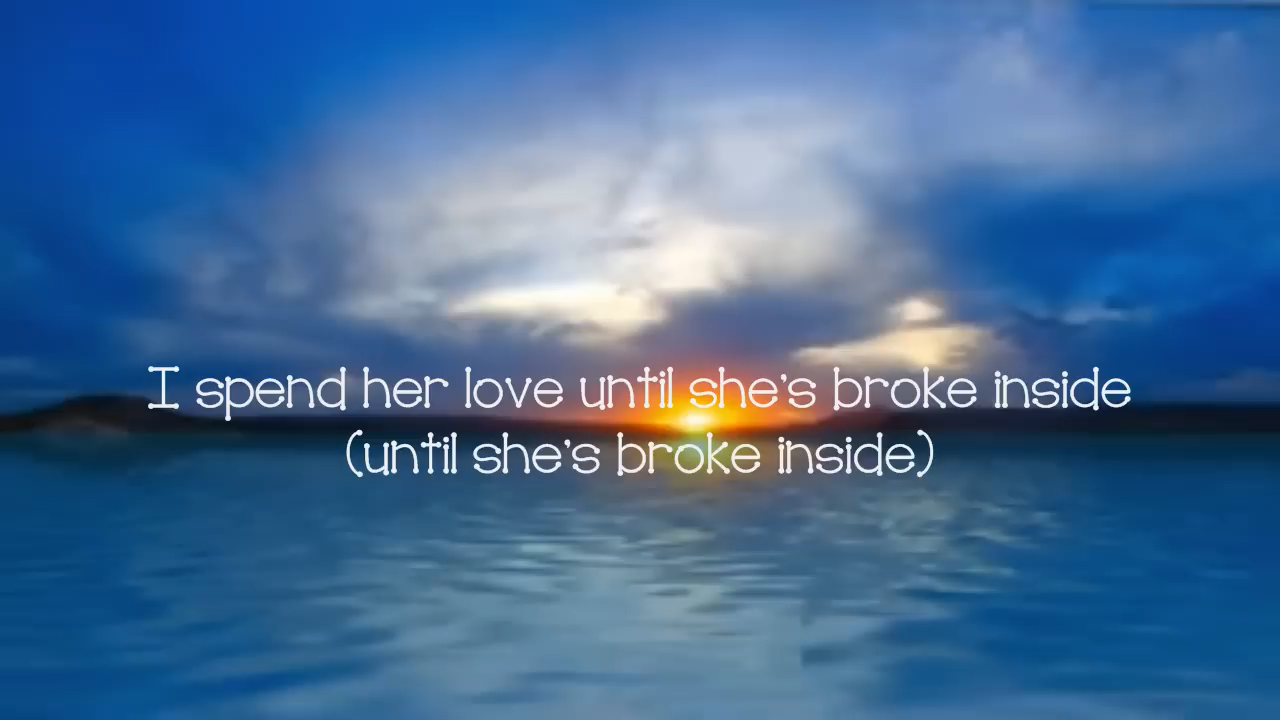 I spend her love until she's broke inside
(until she's broke inside)